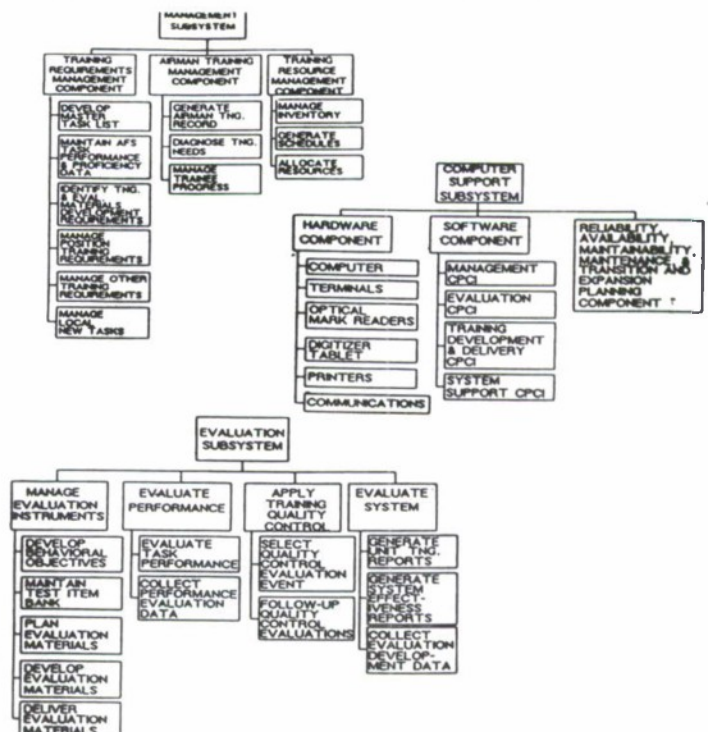 MANAGEMENT
SUBSYSTEM
TRAINING
REQUIREMENTS
MANAGEMENT
COMPONENT
DEVELOP
MASTER
TASK LIST
MAINTAIN AFS
TASK
PERFORMANCE
& PROFICIENCY
DATA
IDENTIFY TNG.
& EVAL
MATERIALS
DEVELOPMENT
REQUIREMENTS
MANAGE
POSITION
TRAINING
REQUIREMENTS
MANAGE OTHER
TRAINING
REQUIREMENTS
MANAGE
LOCAL
NEW TASKS
AIRMAN TRAINING
MANAGEMENT
COMPONENT
GENERATE
AIRMAN TNG.
RECORD
DIAGNOSE TNG.
NEEDS
MANAGE
TRAINEE
PROGRESS
TRAINING
RESOURCE
MANAGEMENT
COMPONENT
MANAGE
INVENTORY
GENERATE
SCHEDULES
ALLOCATE
RESOURCES
COMPUTER
SUPPORT
SUBSYSTEM
HARDWARE
COMPONENT
COMPUTER
TERMINALS
OPTICAL
MARK READERS
DIGITIZER
TABLET
PRINTERS
COMMUNICATIONS
SOFTWARE
COMPONENT
MANAGEMENT
CPCI
EVALUATION
CPCI
TRAINING
DEVELOPMENT
& DELIVERY
CPCI
SYSTEM
SUPPORT CPCI
RELIABILITY,
AVAILABILITY,
MAINTAINABILITY,
MAINTENANCE &
TRANSITION AND
EXPANSION
PLANNING
COMPONENT
EVALUATION
SUBSYSTEM
MANAGE
EVALUATION
INSTRUMENTS
DEVELOP
BEHAVIORAL
OBJECTIVES
MAINTAIN
TEST ITEM
BANK
PLAN
EVALUATION
MATERIALS
DEVELOP
EVALUATION
MATERIALS
DELIVER
EVALUATION
MATERIALS
EVALUATE
PERFORMANCE
EVALUATE
TASK
PERFORMANCE
COLLECT
PERFORMANCE
EVALUATION
DATA
APPLY
TRAINING
QUALITY
CONTROL
SELECT
QUALITY
CONTROL
EVALUATION
EVENT
FOLLOW-UP
QUALITY
CONTROL
EVALUATIONS
EVALUATE
SYSTEM
GENERATE
UNIT TNG.
REPORTS
GENERATE
SYSTEM
EFFECT-
IVENESS
REPORTS
COLLECT
EVALUATION
DEVELOP-
MENT DATA